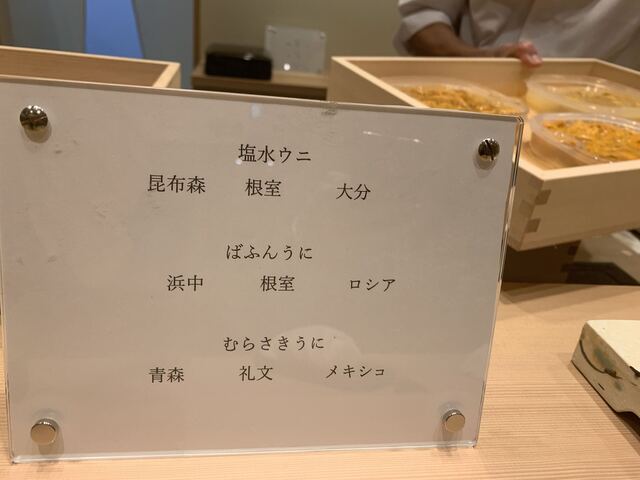 塩水ウニ
昆布森 根室 大分
ばふんうに
浜中 根室 ロシア
むらさきうに
青森 礼文 メキシコ